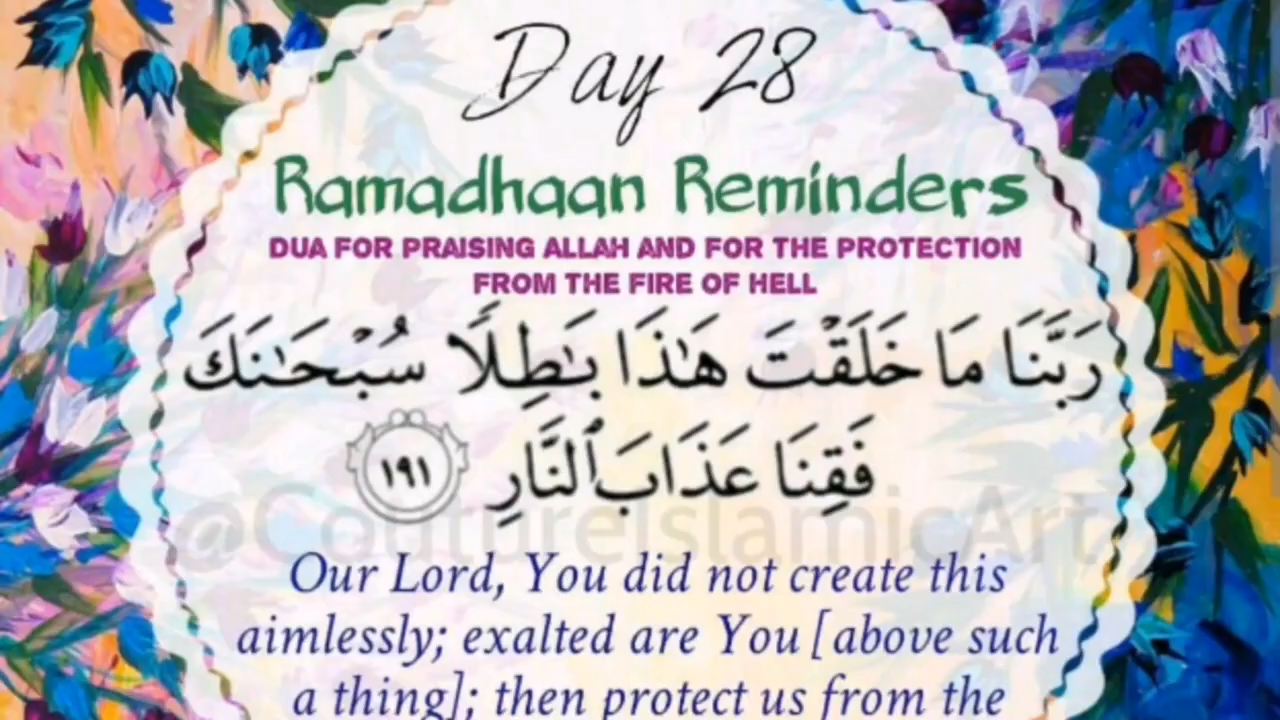 Day 28
Ramadhaan Reminders
DUA FOR PRAISING ALLAH AND FOR THE PROTECTION
FROM THE FIRE OF HELL
رَبَّنَا مَا خَلَقْتَ هَٰذَا بَٰطِلًا سُبْحَٰنَكَ
فَقِنَا عَذَابَ ٱلنَّارِ ١٩١
@CoutureIslamicArt
Our Lord, You did not create this
aimlessly; exalted are You [above such
a thing]; then protect us from the